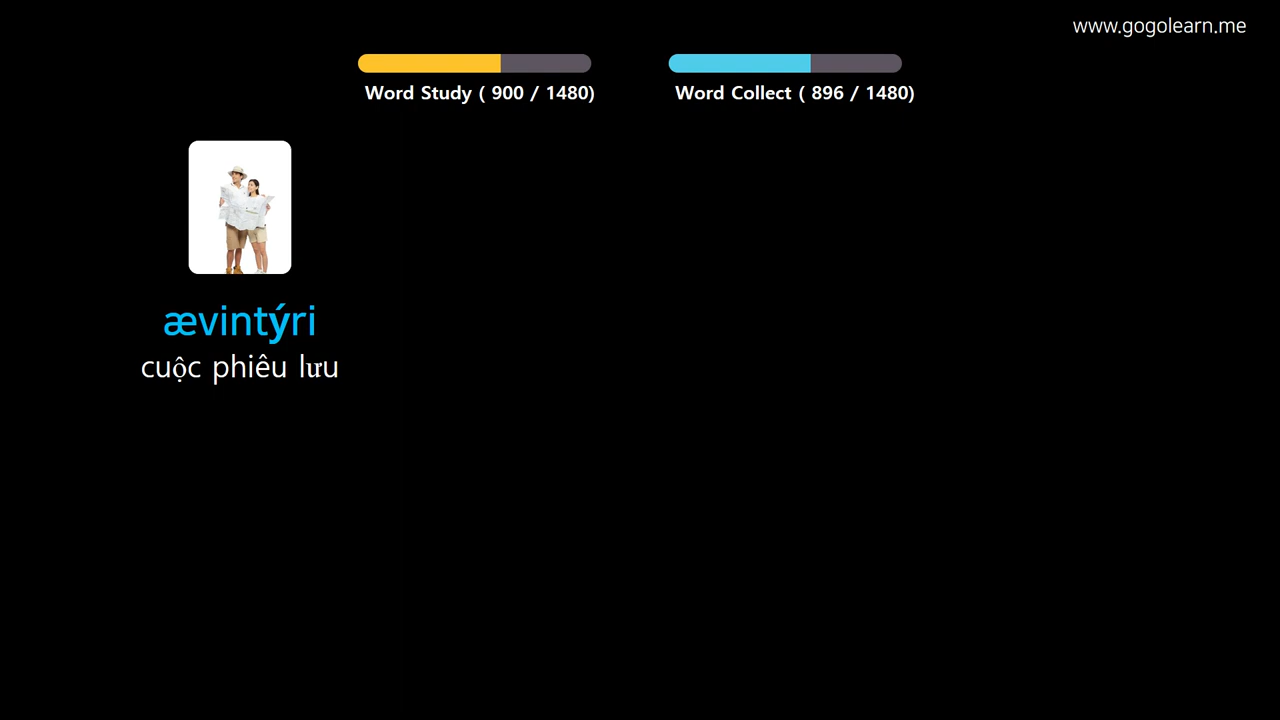 www.gogolearn.me
Word Study ( 900 / 1480)
Word Collect ( 896 / 1480)
ævintýri
cuộc phiêu lưu